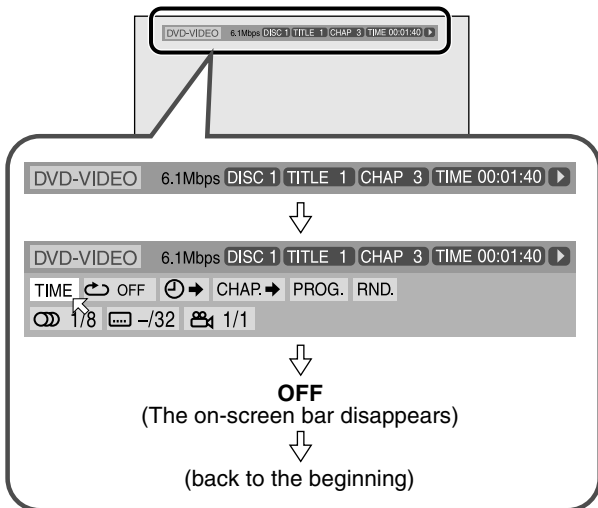 DVD-VIDEO 6.1Mbps DISC 1 TITLE 1 CHAP 3 TIME 00:01:40
DVD-VIDEO 6.1Mbps DISC 1 TITLE 1 CHAP 3 TIME 00:01:40
DVD-VIDEO 6.1Mbps DISC 1 TITLE 1 CHAP 3 TIME 00:01:40
TIME OFF CHAP. PROG. RND.
1/8 –/32 1/1
OFF
(The on-screen bar disappears)
(back to the beginning)